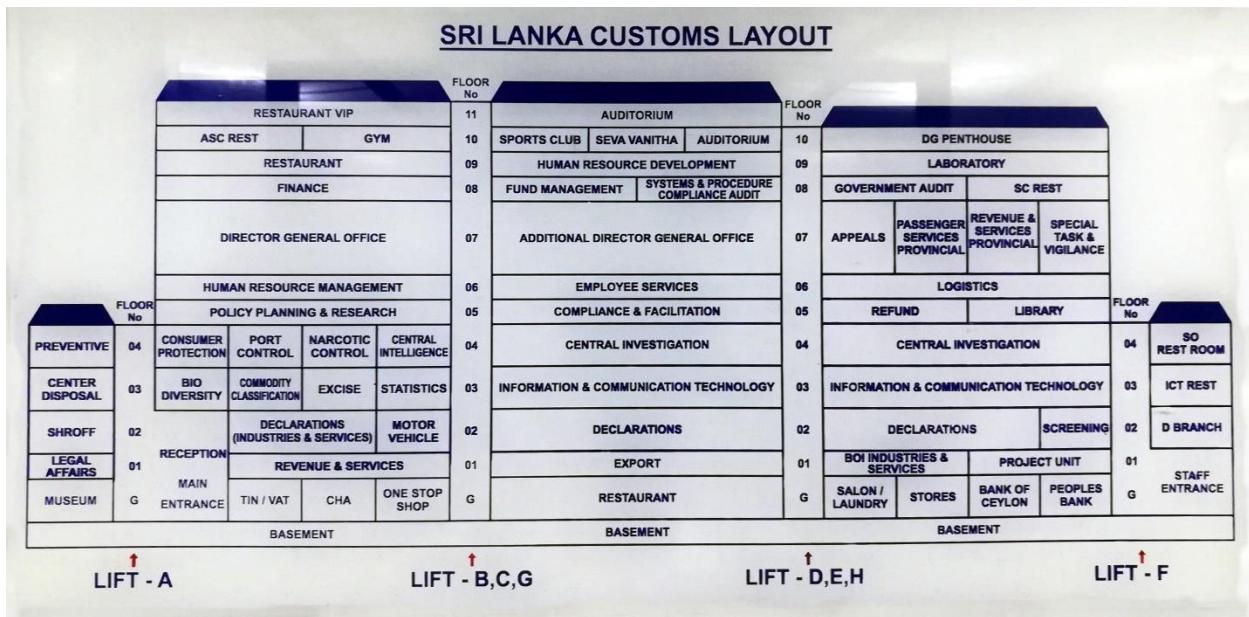 SRI LANKA CUSTOMS LAYOUT
FLOOR
No
RESTAURANT VIP
11
AUDITORIUM
FLOOR
No
ASC REST
GYM
10
SPORTS CLUB
SEVA VANITHA
AUDITORIUM
10
DG PENTHOUSE
RESTAURANT
09
HUMAN RESOURCE DEVELOPMENT
09
LABORATORY
FINANCE
08
FUND MANAGEMENT
SYSTEMS & PROCEDURE
COMPLIANCE AUDIT
08
GOVERNMENT AUDIT
SC REST
DIRECTOR GENERAL OFFICE
07
ADDITIONAL DIRECTOR GENERAL OFFICE
07
APPEALS
PASSENGER
SERVICES
PROVINCIAL
REVENUE &
SERVICES
PROVINCIAL
SPECIAL
TASK &
VIGILANCE
HUMAN RESOURCE MANAGEMENT
06
EMPLOYEE SERVICES
06
LOGISTICS
FLOOR
No
POLICY PLANNING & RESEARCH
05
COMPLIANCE & FACILITATION
05
REFUND
LIBRARY
FLOOR
No
PREVENTIVE
04
CONSUMER
PROTECTION
PORT
CONTROL
NARCOTIC
CONTROL
CENTRAL
INTELLIGENCE
04
CENTRAL INVESTIGATION
04
CENTRAL INVESTIGATION
04
SO
REST ROOM
CENTER
DISPOSAL
03
BIO
DIVERSITY
COMMODITY
CLASSIFICATION
EXCISE
STATISTICS
03
INFORMATION & COMMUNICATION TECHNOLOGY
03
INFORMATION & COMMUNICATION TECHNOLOGY
03
ICT REST
SHROFF
02
DECLARATIONS
(INDUSTRIES & SERVICES)
MOTOR
VEHICLE
02
DECLARATIONS
02
DECLARATIONS
SCREENING
02
D BRANCH
RECEPTION
LEGAL
AFFAIRS
01
REVENUE & SERVICES
01
EXPORT
01
BOI INDUSTRIES &
SERVICES
PROJECT UNIT
01
MUSEUM
G
MAIN
ENTRANCE
TIN / VAT
CHA
ONE STOP
SHOP
G
RESTAURANT
G
SALON /
LAUNDRY
STORES
BANK OF
CEYLON
PEOPLES
BANK
G
STAFF
ENTRANCE
BASEMENT
BASEMENT
BASEMENT
LIFT - A
LIFT - B,C,G
LIFT - D,E,H
LIFT - F